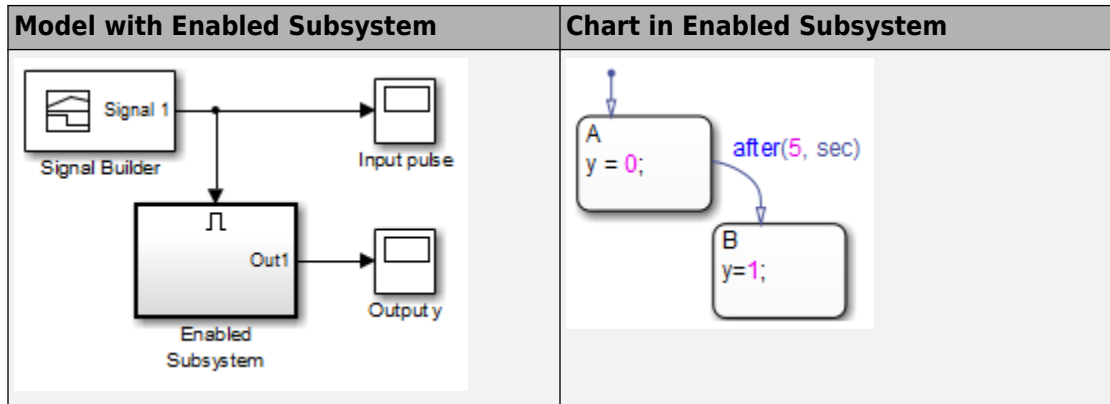 Model with Enabled Subsystem
Chart in Enabled Subsystem
Signal 1
Signal Builder
Input pulse
Out1
Enabled
Subsystem
Output y
A
y = 0;
after(5, sec)
B
y=1;